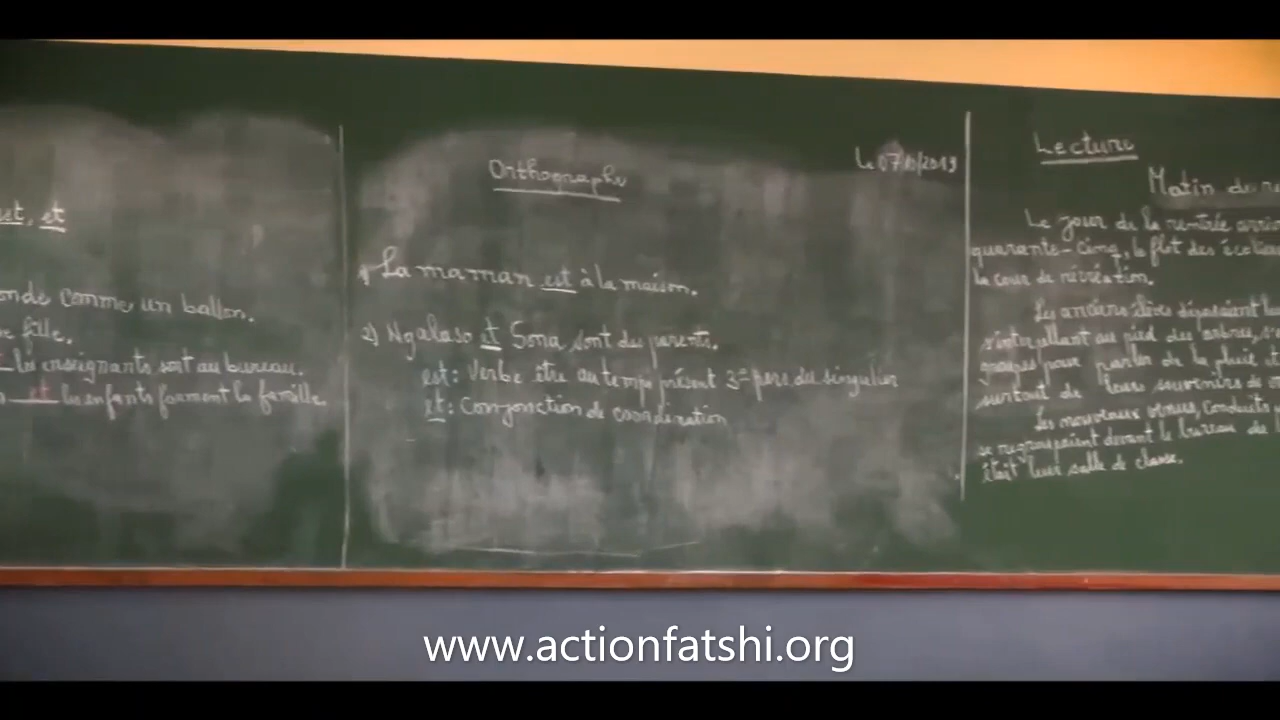 est, et
onde comme un ballon.
e fille.
les enseignants sont au bureau.
et les enfants forment la famille.
Orthographe
Le 07/10/2019
1) La maman est à la maison.
2) Ngalaso et Sona sont des parents.
est: Verbe être au temps présent 3e pers du singulier
et: Conjonction de coordination
Lecture
Matin de
Le jour de la rentrée
quarante-cinq, le flot des
la cour de récréation.
Les anciens élèves
au pied des arbres,
groupes pour parler de la pluie et
surtout de leurs souvenirs de
Les nouveaux venus, conduits
se regroupaient devant le bureau de
était leur salle de classe.
www.actionfatshi.org